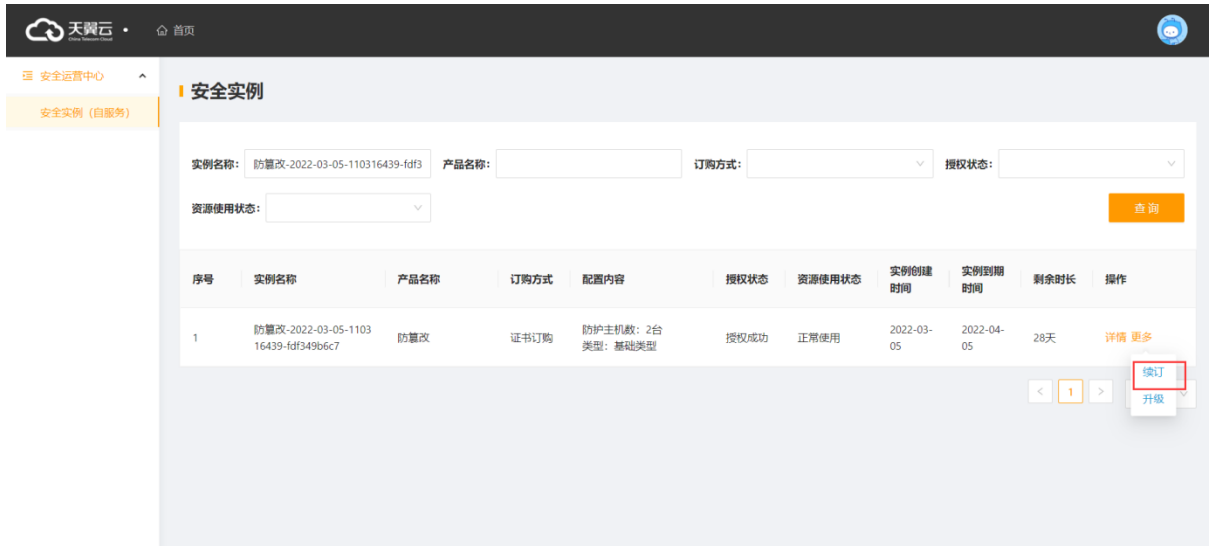 天翼云
China Telecom Cloud
首页
安全运营中心
安全实例（自服务）
安全实例
实例名称: 防篡改-2022-03-05-110316439-fdf3 产品名称: 订购方式: 授权状态:
资源使用状态: 查询
序号 实例名称 产品名称 订购方式 配置内容 授权状态 资源使用状态 实例创建 实例到期 剩余时长 操作
时间 时间
1 防篡改-2022-03-05-1103 防篡改 证书订购 防护主机数：2台 授权成功 正常使用 2022-03- 2022-04- 28天 详情 更多
16439-fdf349b6c7 类型：基础类型 05 05
续订
< 1 >
升级